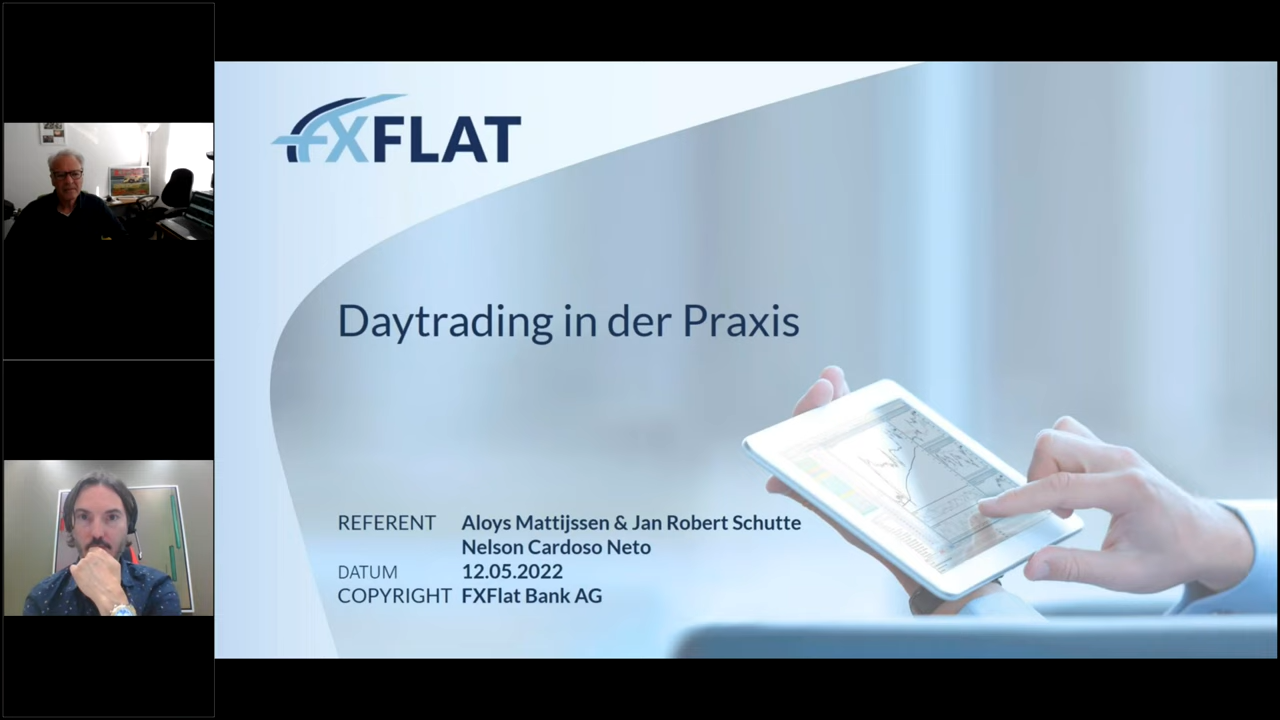 FXFLAT
Daytrading in der Praxis
REFERENT Aloys Mattijssen & Jan Robert Schutte
Nelson Cardoso Neto
DATUM 12.05.2022
COPYRIGHT FXFlat Bank AG